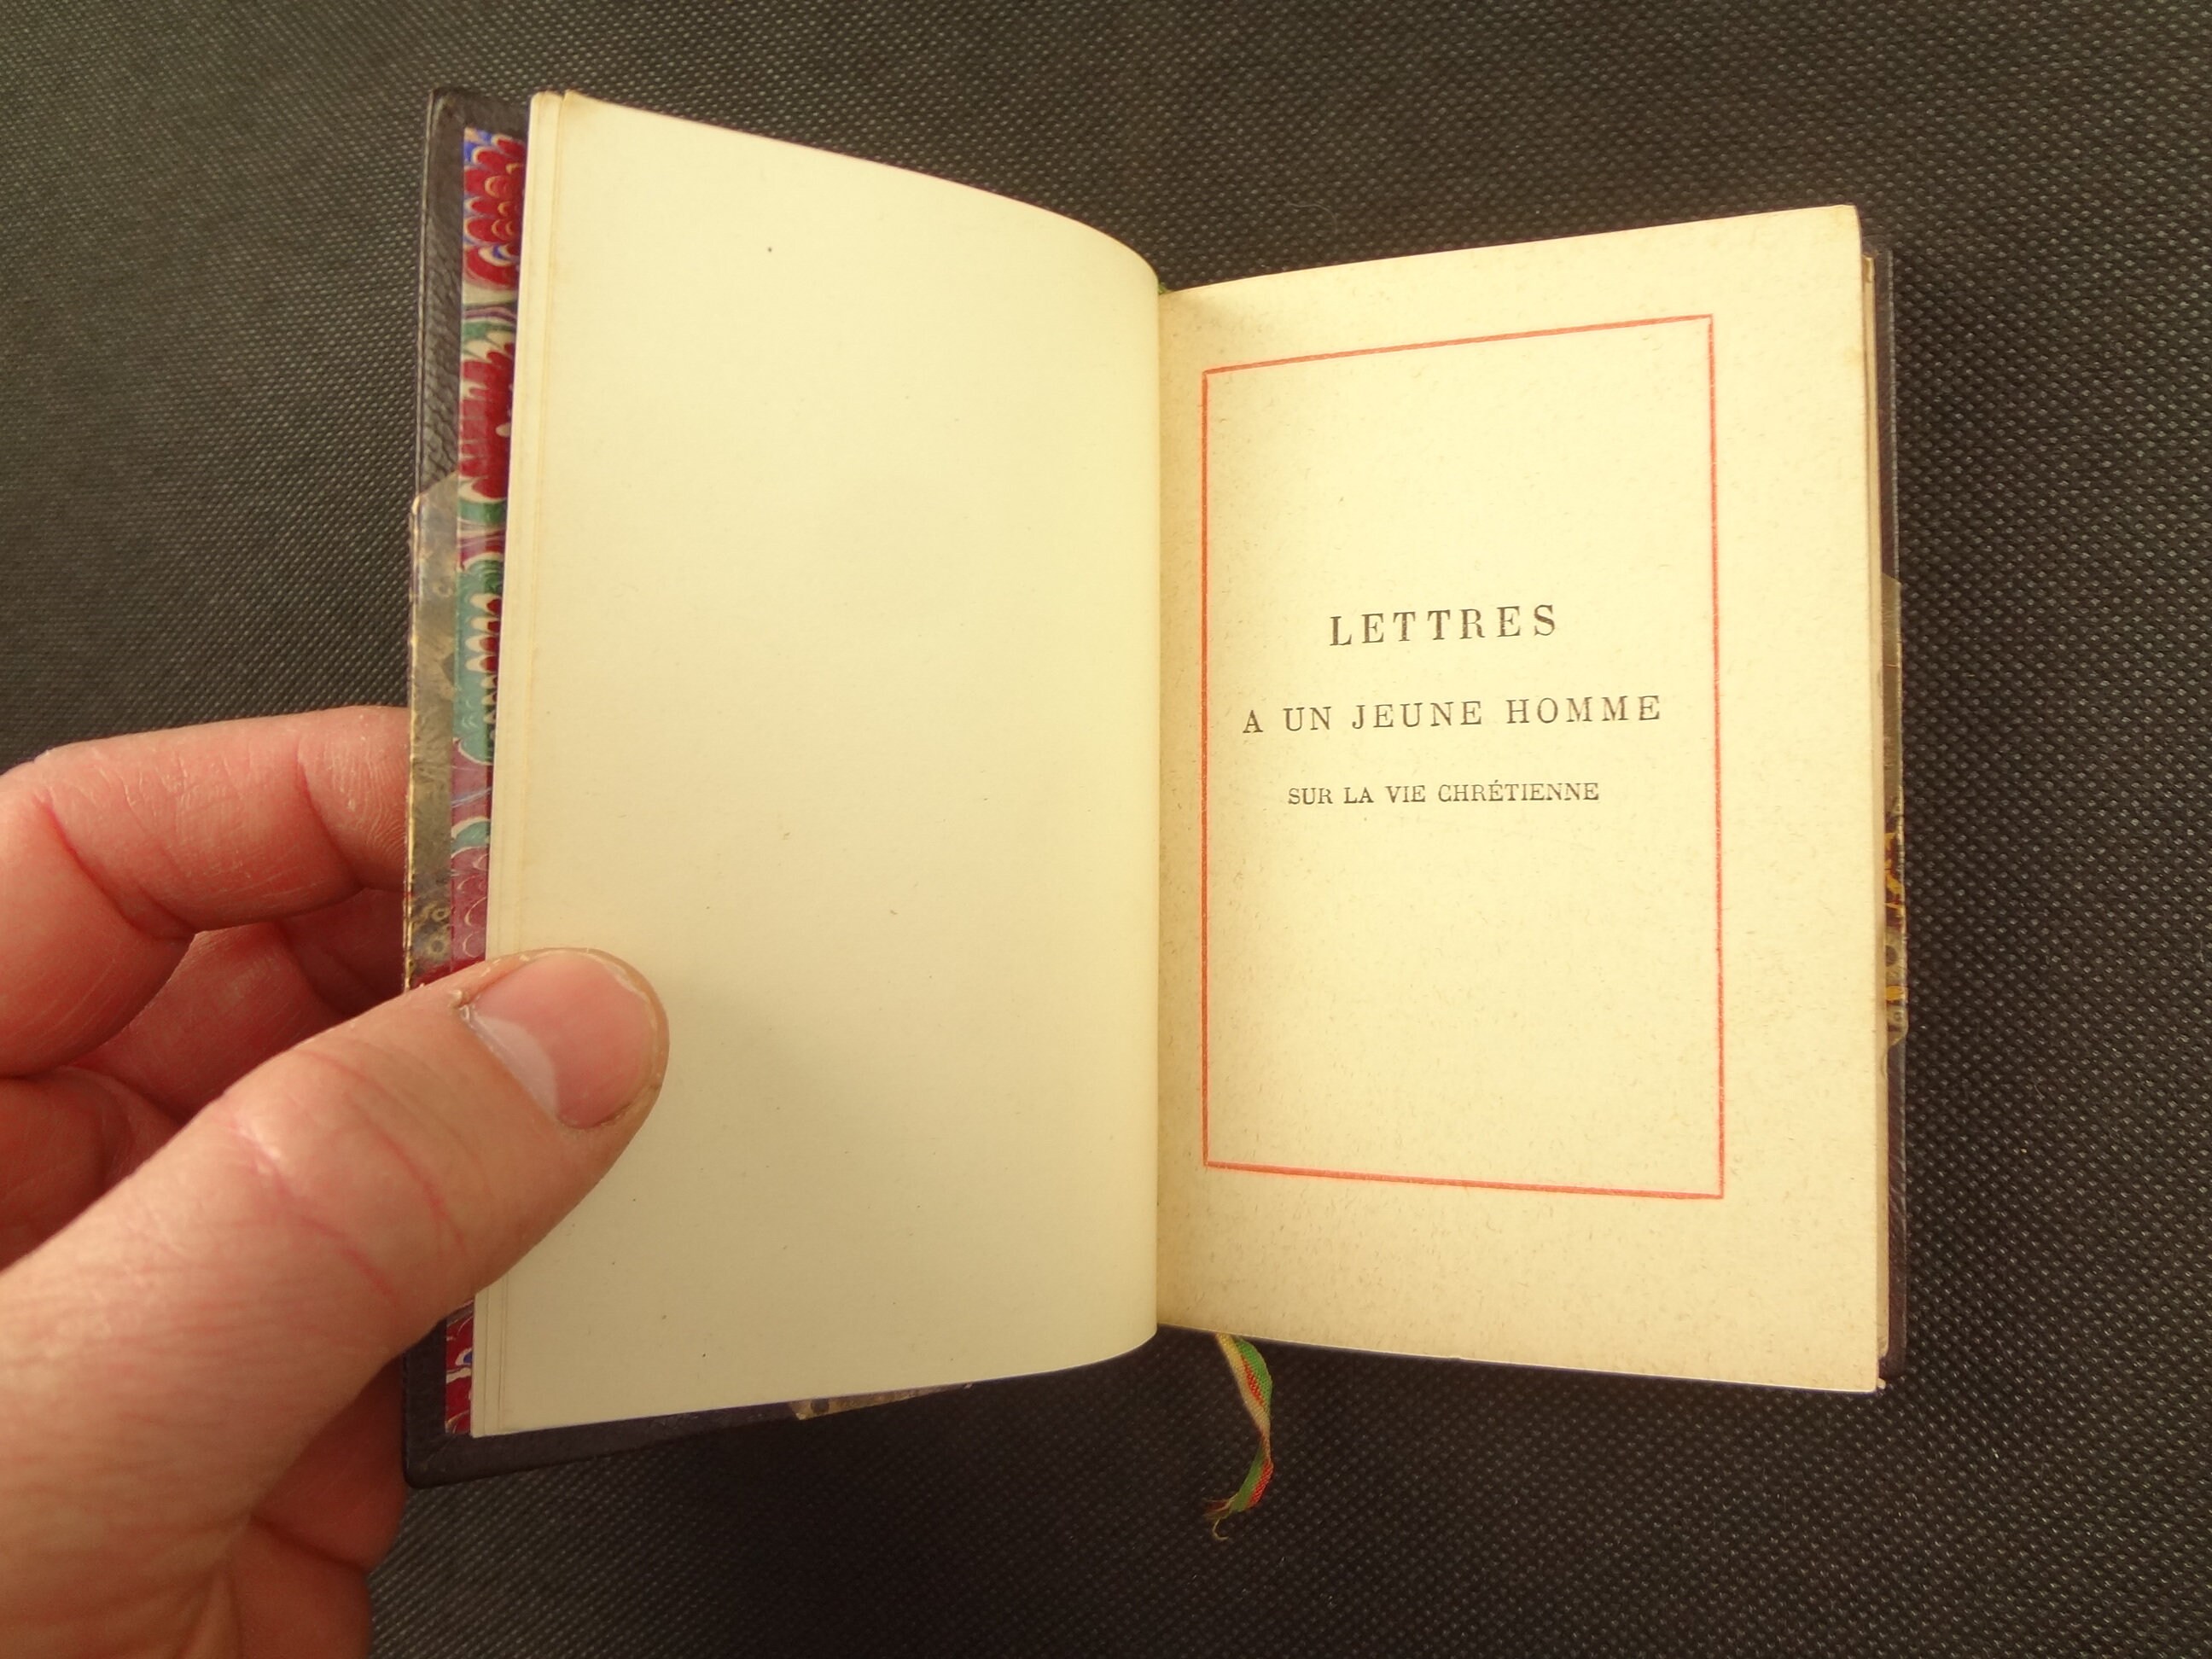 LETTRES
A UN JEUNE HOMME
SUR LA VIE CHRÉTIENNE